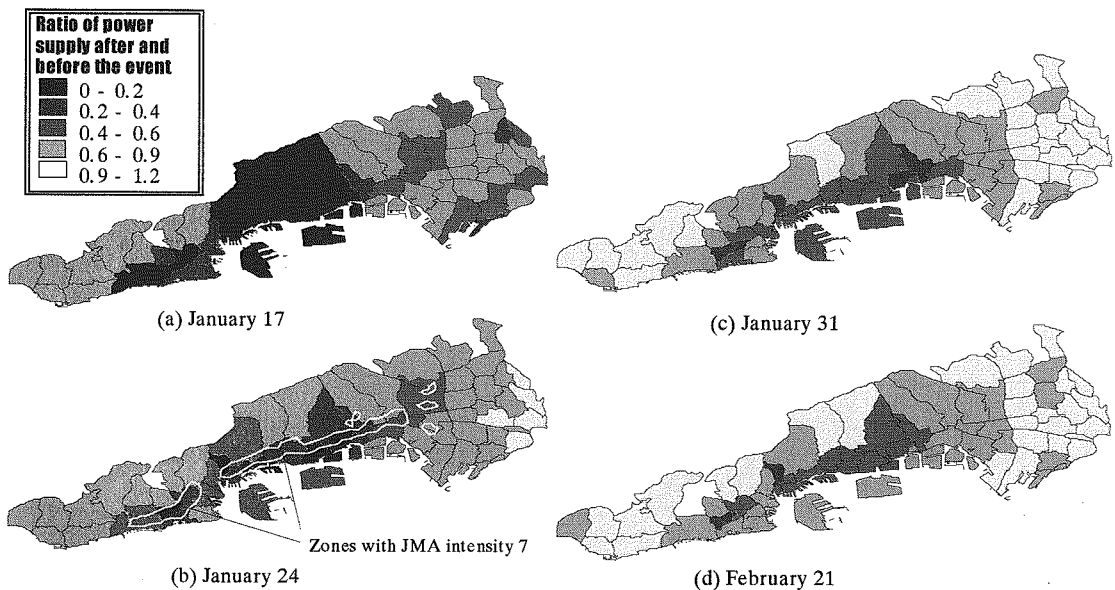 Ratio of power
supply after and
before the event
0 - 0.2
0.2 - 0.4
0.4 - 0.6
0.6 - 0.9
0.9 - 1.2
(a) January 17
(c) January 31
Zones with JMA intensity 7
(b) January 24
(d) February 21